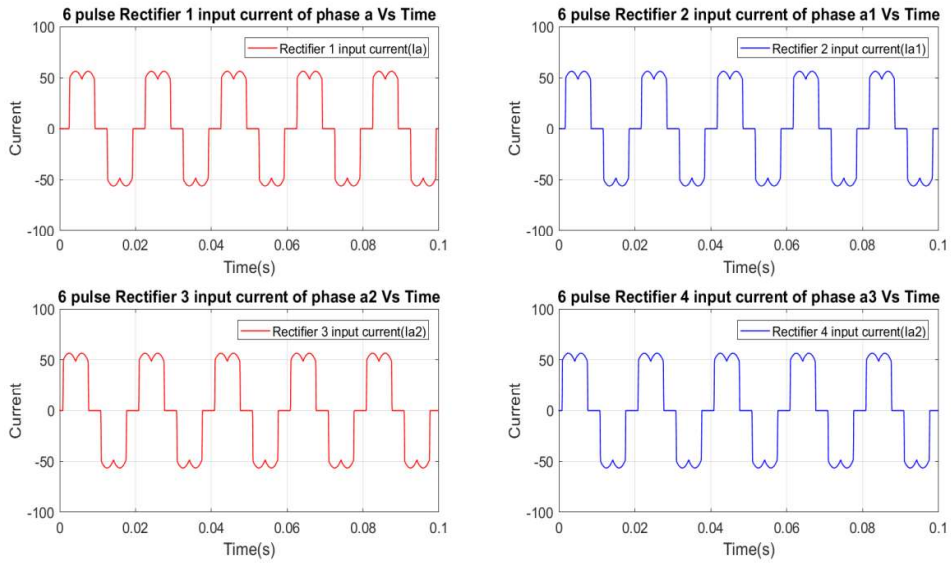 6 pulse Rectifier 1 input current of phase a Vs Time
100
50
0
-50
-100
Current
Rectifier 1 input current(Ia)
0 0.02 0.04 0.06 0.08 0.1
Time(s)
6 pulse Rectifier 2 input current of phase a1 Vs Time
100
50
0
-50
-100
Current
Rectifier 2 input current(Ia1)
0 0.02 0.04 0.06 0.08 0.1
Time(s)
6 pulse Rectifier 3 input current of phase a2 Vs Time
100
50
0
-50
-100
Current
Rectifier 3 input current(Ia2)
0 0.02 0.04 0.06 0.08 0.1
Time(s)
6 pulse Rectifier 4 input current of phase a3 Vs Time
100
50
0
-50
-100
Current
Rectifier 4 input current(Ia2)
0 0.02 0.04 0.06 0.08 0.1
Time(s)